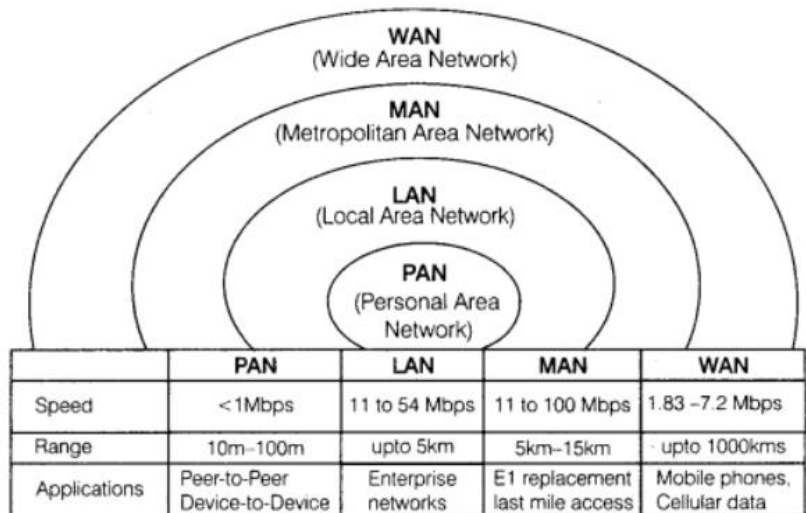 WAN
(Wide Area Network)
MAN
(Metropolitan Area Network)
LAN
(Local Area Network)
PAN
(Personal Area
Network)
PAN LAN MAN WAN
Speed <1Mbps 11 to 54 Mbps 11 to 100 Mbps 1.83 –7.2 Mbps
Range 10m–100m upto 5km 5km–15km upto 1000kms
Applications Peer-to-Peer Device-to-Device Enterprise networks E1 replacement last mile access Mobile phones, Cellular data